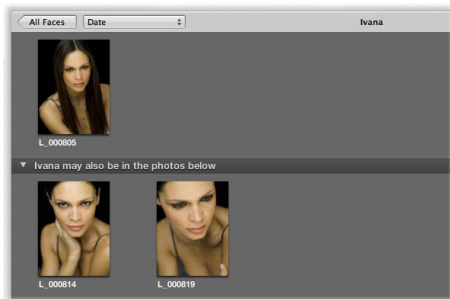 All Faces Date Ivana
L_000805
Ivana may also be in the photos below
L_000814 L_000819